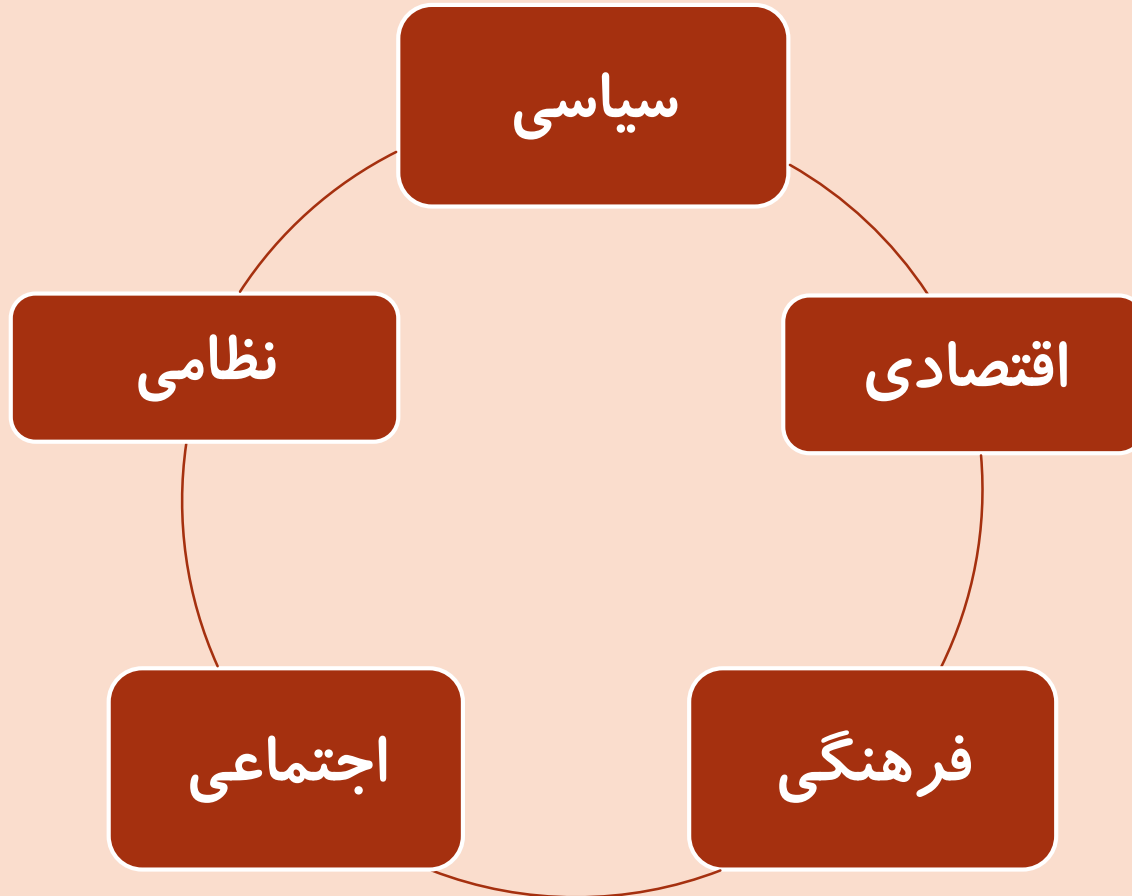 سیاسی
اقتصادی
فرهنگی
اجتماعی
نظامی